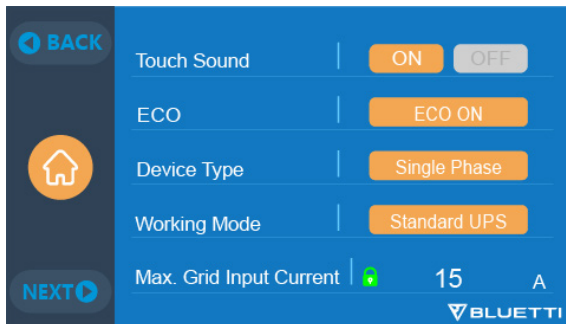 BACK
Touch Sound ON OFF
ECO ECO ON
Device Type Single Phase
Working Mode Standard UPS
Max. Grid Input Current 15 A
NEXT
BLUETTI